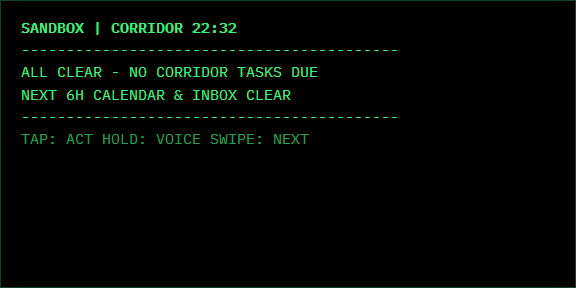 SANDBOX | CORRIDOR 22:32
------------------------------------------
ALL CLEAR - NO CORRIDOR TASKS DUE
NEXT 6H CALENDAR & INBOX CLEAR
------------------------------------------
TAP: ACT HOLD: VOICE SWIPE: NEXT